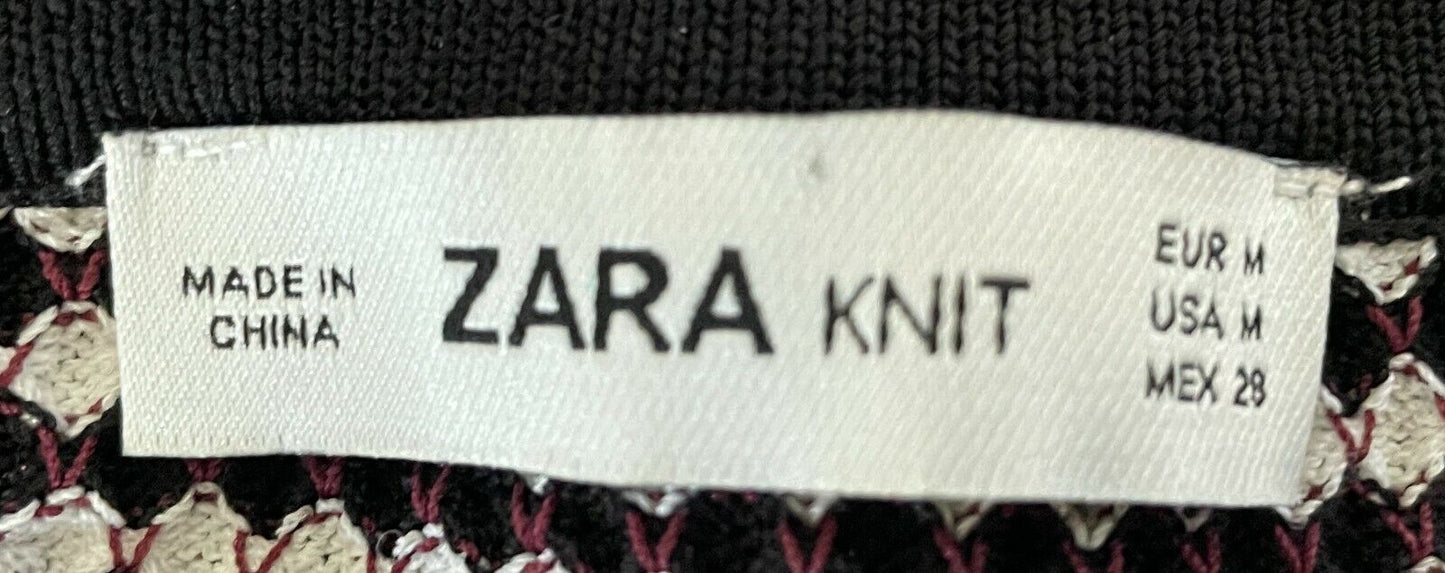 MADE IN
CHINA
ZARA KNIT
EUR M
USA M
MEX 28